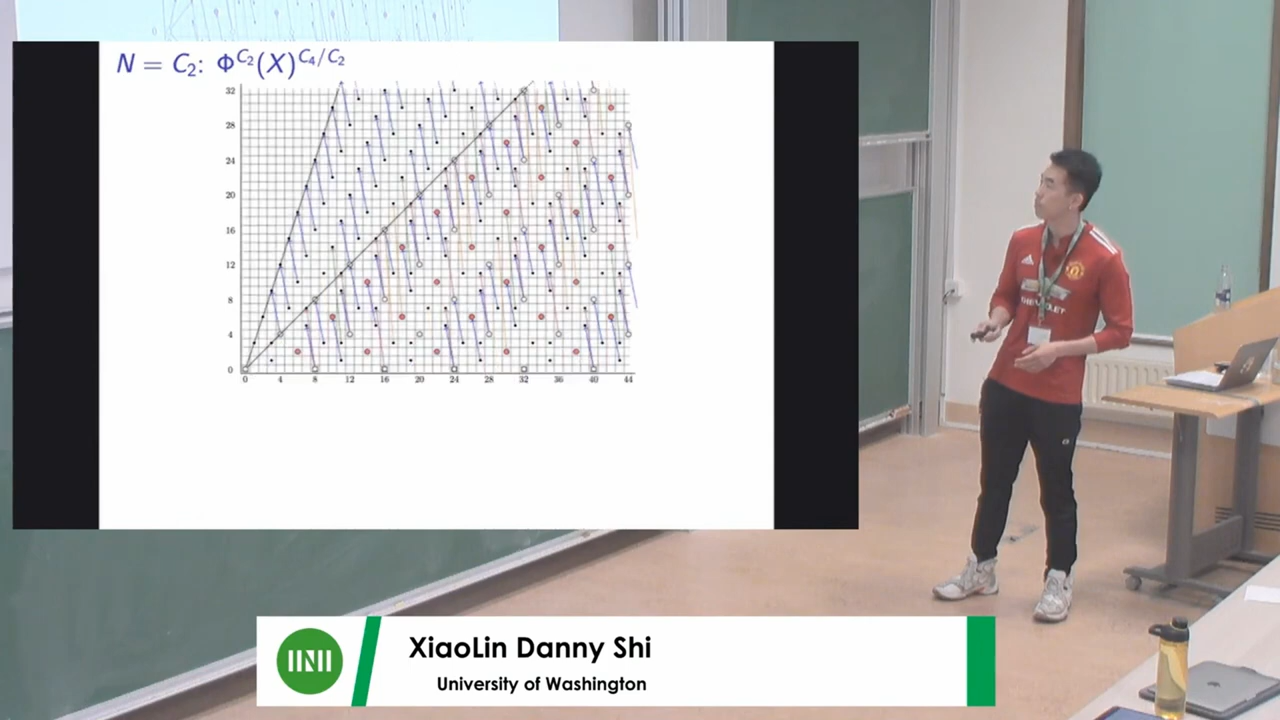 N = C₂: Φ^{C₂}(X)^{C₄/C₂}
32
28
24
20
16
12
8
4
0
0 4 8 12 16 20 24 28 32 36 40 44
adidas
XiaoLin Danny Shi
University of Washington